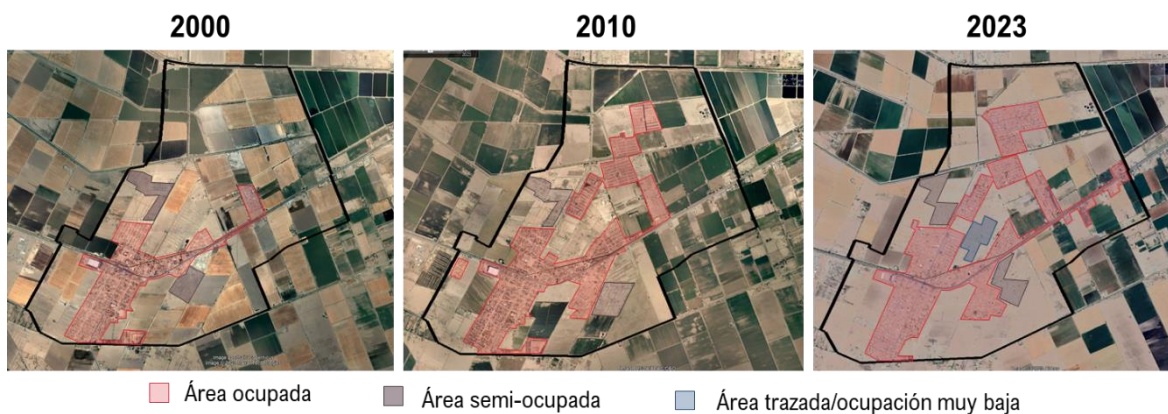 2000
2010
2023
Área ocupada
Área semi-ocupada
Área trazada/ocupación muy baja